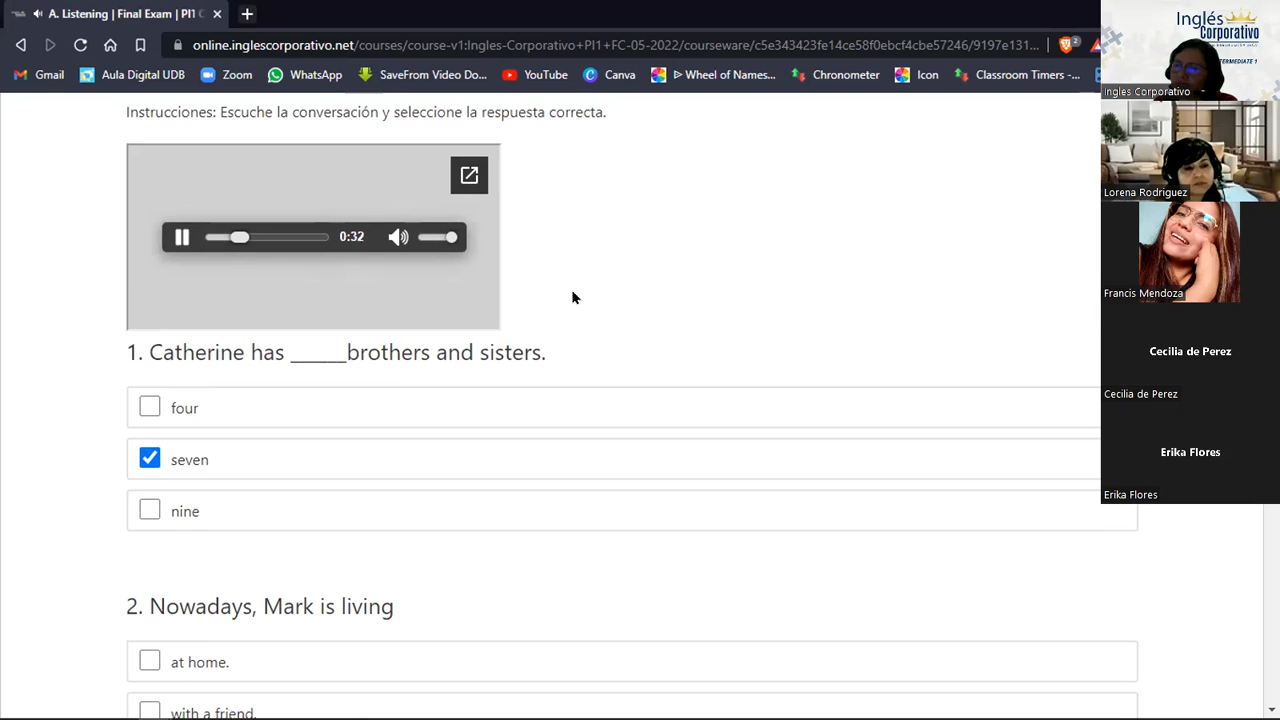 A. Listening | Final Exam | PI1
online.inglescorporativo.net/courses/course-v1:Ingles-Corporativo+PI1+FC-05-2022/courseware/c5e343423fe14ce58f0ebcf4cbe57246/9197e131...
2
Gmail
Aula Digital UDB
Zoom
WhatsApp
SaveFrom Video Do...
YouTube
Canva
Wheel of Names...
Chronometer
Icon
Classroom Timers -...
Instrucciones: Escuche la conversación y seleccione la respuesta correcta.
0:32
1. Catherine has ______brothers and sisters.
four
seven
nine
2. Nowadays, Mark is living
at home.
with a friend.
Inglés
Corporativo
INTERMEDIATE 1
Ingles Corporativo
Lorena Rodriguez
Francis Mendoza
Cecilia de Perez
Cecilia de Perez
Erika Flores
Erika Flores